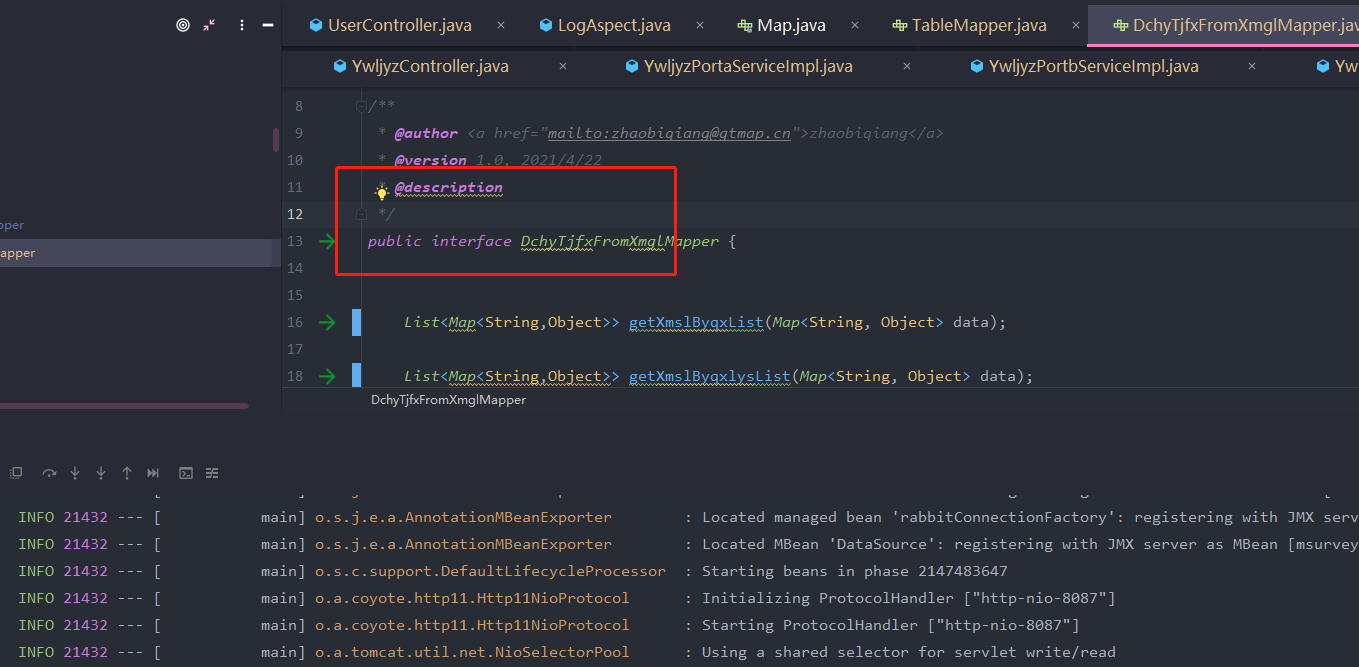 UserController.java × LogAspect.java × Map.java × TableMapper.java × DchyTjfxFromXmglMapper.jav
YwljyzController.java × YwljyzPortaServiceImpl.java × YwljyzPortbServiceImpl.java × Yw
8 /**
9 * @author <a href="mailto:zhaobiqiang@gtmap.cn">zhaobiqiang</a>
10 * @version 1.0, 2021/4/22
11 @description
12 */
13 public interface DchyTjfxFromXmglMapper {
14
15
16 List<Map<String,Object>> getXmslByqxList(Map<String, Object> data);
17
18 List<Map<String,Object>> getXmslByqxlysList(Map<String, Object> data);
pper
apper
DchyTjfxFromXmglMapper
INFO 21432 --- [ main] o.s.j.e.a.AnnotationMBeanExporter : Located managed bean 'rabbitConnectionFactory': registering with JMX serv
INFO 21432 --- [ main] o.s.j.e.a.AnnotationMBeanExporter : Located MBean 'DataSource': registering with JMX server as MBean [msurvey
INFO 21432 --- [ main] o.s.c.support.DefaultLifecycleProcessor : Starting beans in phase 2147483647
INFO 21432 --- [ main] o.a.coyote.http11.Http11NioProtocol : Initializing ProtocolHandler ["http-nio-8087"]
INFO 21432 --- [ main] o.a.coyote.http11.Http11NioProtocol : Starting ProtocolHandler ["http-nio-8087"]
INFO 21432 --- [ main] o.a.tomcat.util.net.NioSelectorPool : Using a shared selector for servlet write/read